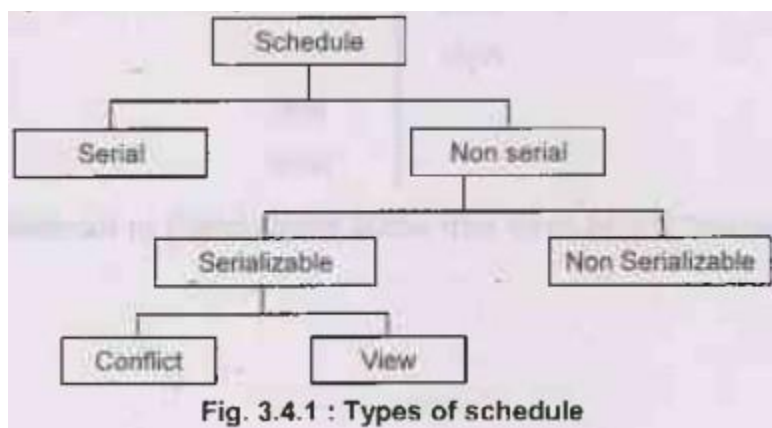 Schedule
Serial
Non serial
Serializable
Non Serializable
Conflict
View
Fig. 3.4.1 : Types of schedule